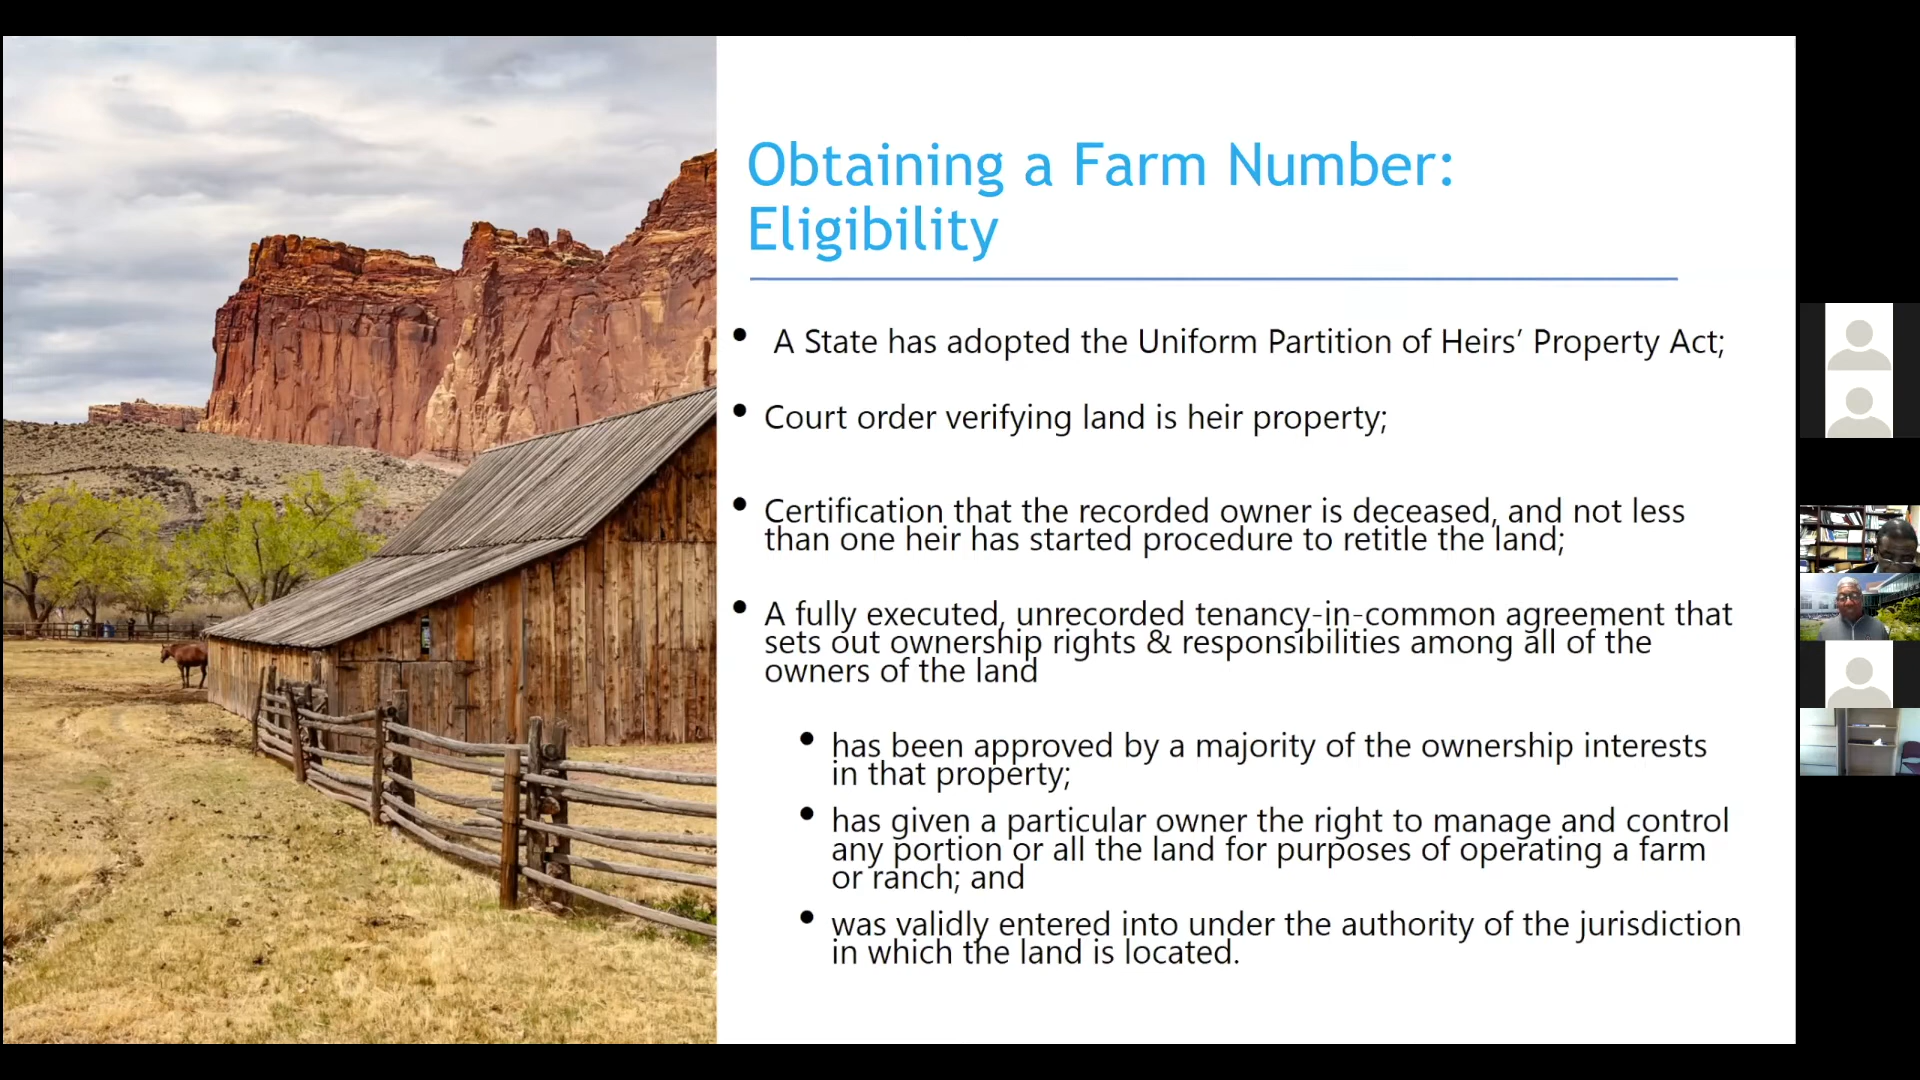 Obtaining a Farm Number:
Eligibility
• A State has adopted the Uniform Partition of Heirs’ Property Act;
• Court order verifying land is heir property;
• Certification that the recorded owner is deceased, and not less
than one heir has started procedure to retitle the land;
• A fully executed, unrecorded tenancy-in-common agreement that
sets out ownership rights & responsibilities among all of the
owners of the land
• has been approved by a majority of the ownership interests
in that property;
• has given a particular owner the right to manage and control
any portion or all the land for purposes of operating a farm
or ranch; and
• was validly entered into under the authority of the jurisdiction
in which the land is located.